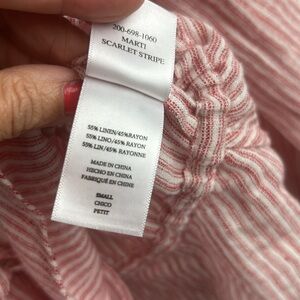 200-698-1060
MARTI
SCARLET STRIPE
55% LINEN/45%RAYON
55% LINO/45% RAYON
55% LIN/45% RAYONNE
MADE IN CHINA
HECHO EN CHINA
FABRIQUÉ EN CHINE
SMALL
CHICO
PETIT